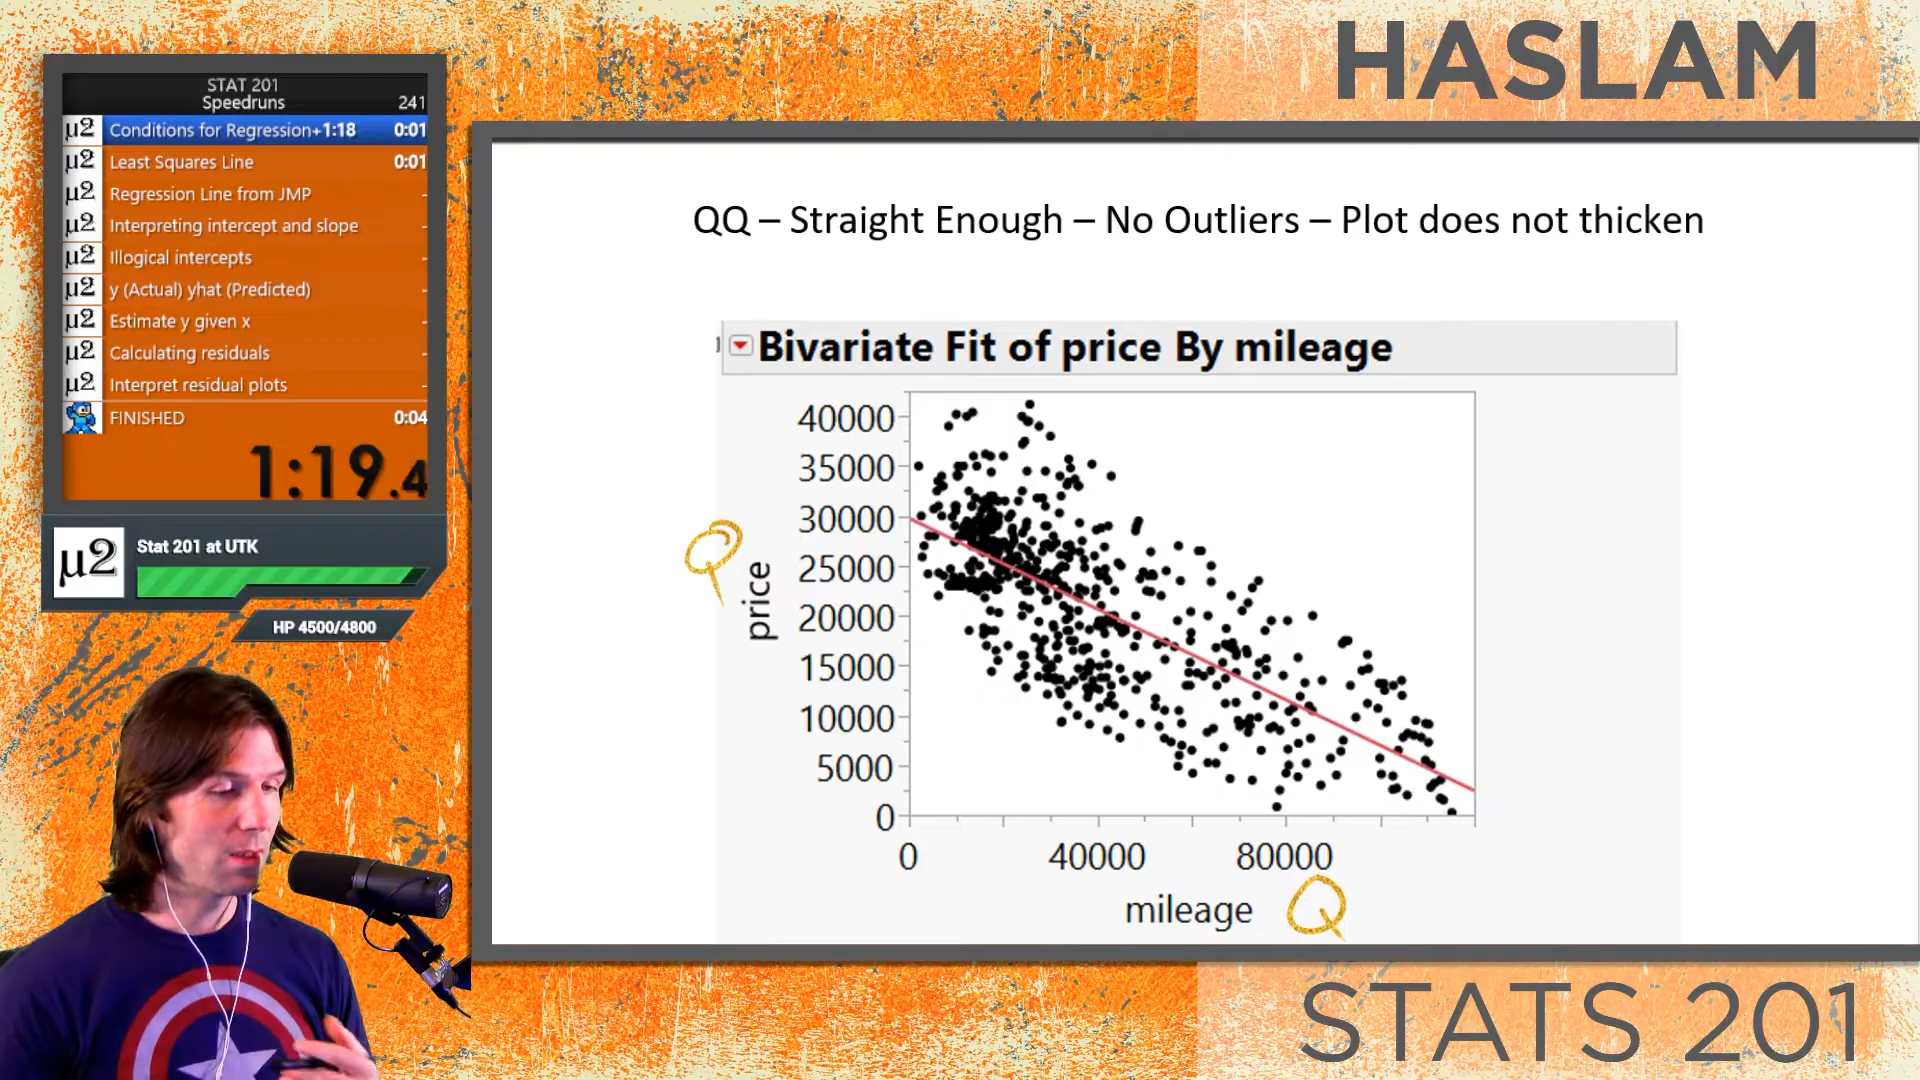 HASLAM
STAT 201
Speedruns 241
µ2 Conditions for Regression+1:18 0:01
µ2 Least Squares Line 0:01
µ2 Regression Line from JMP -
µ2 Interpreting intercept and slope -
µ2 Illogical intercepts -
µ2 y (Actual) yhat (Predicted) -
µ2 Estimate y given x -
µ2 Calculating residuals -
µ2 Interpret residual plots -
FINISHED 0:04
1:19.4
µ2 Stat 201 at UTK
HP 4500/4800
QQ – Straight Enough – No Outliers – Plot does not thicken
Bivariate Fit of price By mileage
40000
35000
30000
25000
20000
15000
10000
5000
0
Q
price
0 40000 80000
mileage Q
STATS 201